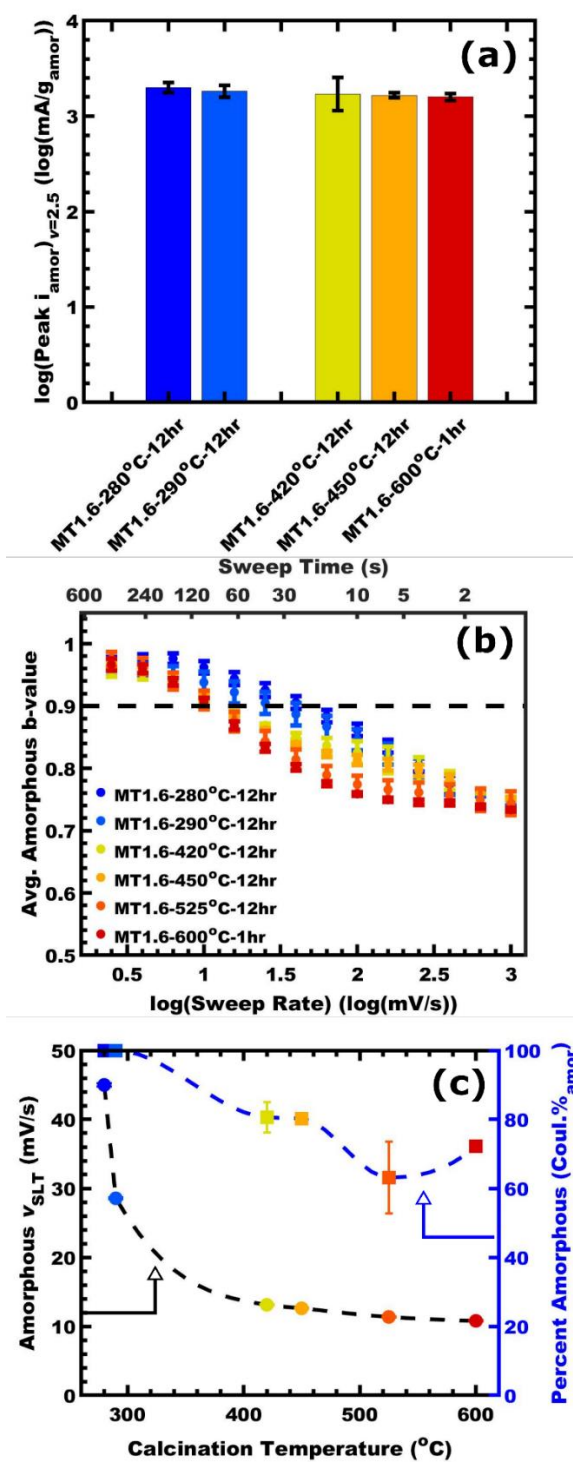 (a)
log(Peak i_amor)_v=2.5 (log(mA/g_amor))
4
3
2
1
0
MT1.6-280°C-12hr
MT1.6-290°C-12hr
MT1.6-420°C-12hr
MT1.6-450°C-12hr
MT1.6-600°C-1hr
Sweep Time (s)
600 240 120 60 30 10 5 2
(b)
Avg. Amorphous b-value
1
0.9
0.8
0.7
0.6
0.5
MT1.6-280°C-12hr
MT1.6-290°C-12hr
MT1.6-420°C-12hr
MT1.6-450°C-12hr
MT1.6-525°C-12hr
MT1.6-600°C-1hr
0.5 1 1.5 2 2.5 3
log(Sweep Rate) (log(mV/s))
(c)
Amorphous v_SLT (mV/s)
50
40
30
20
10
0
Percent Amorphous (Coul.%_amor)
100
80
60
40
20
0
300 400 500 600
Calcination Temperature (°C)